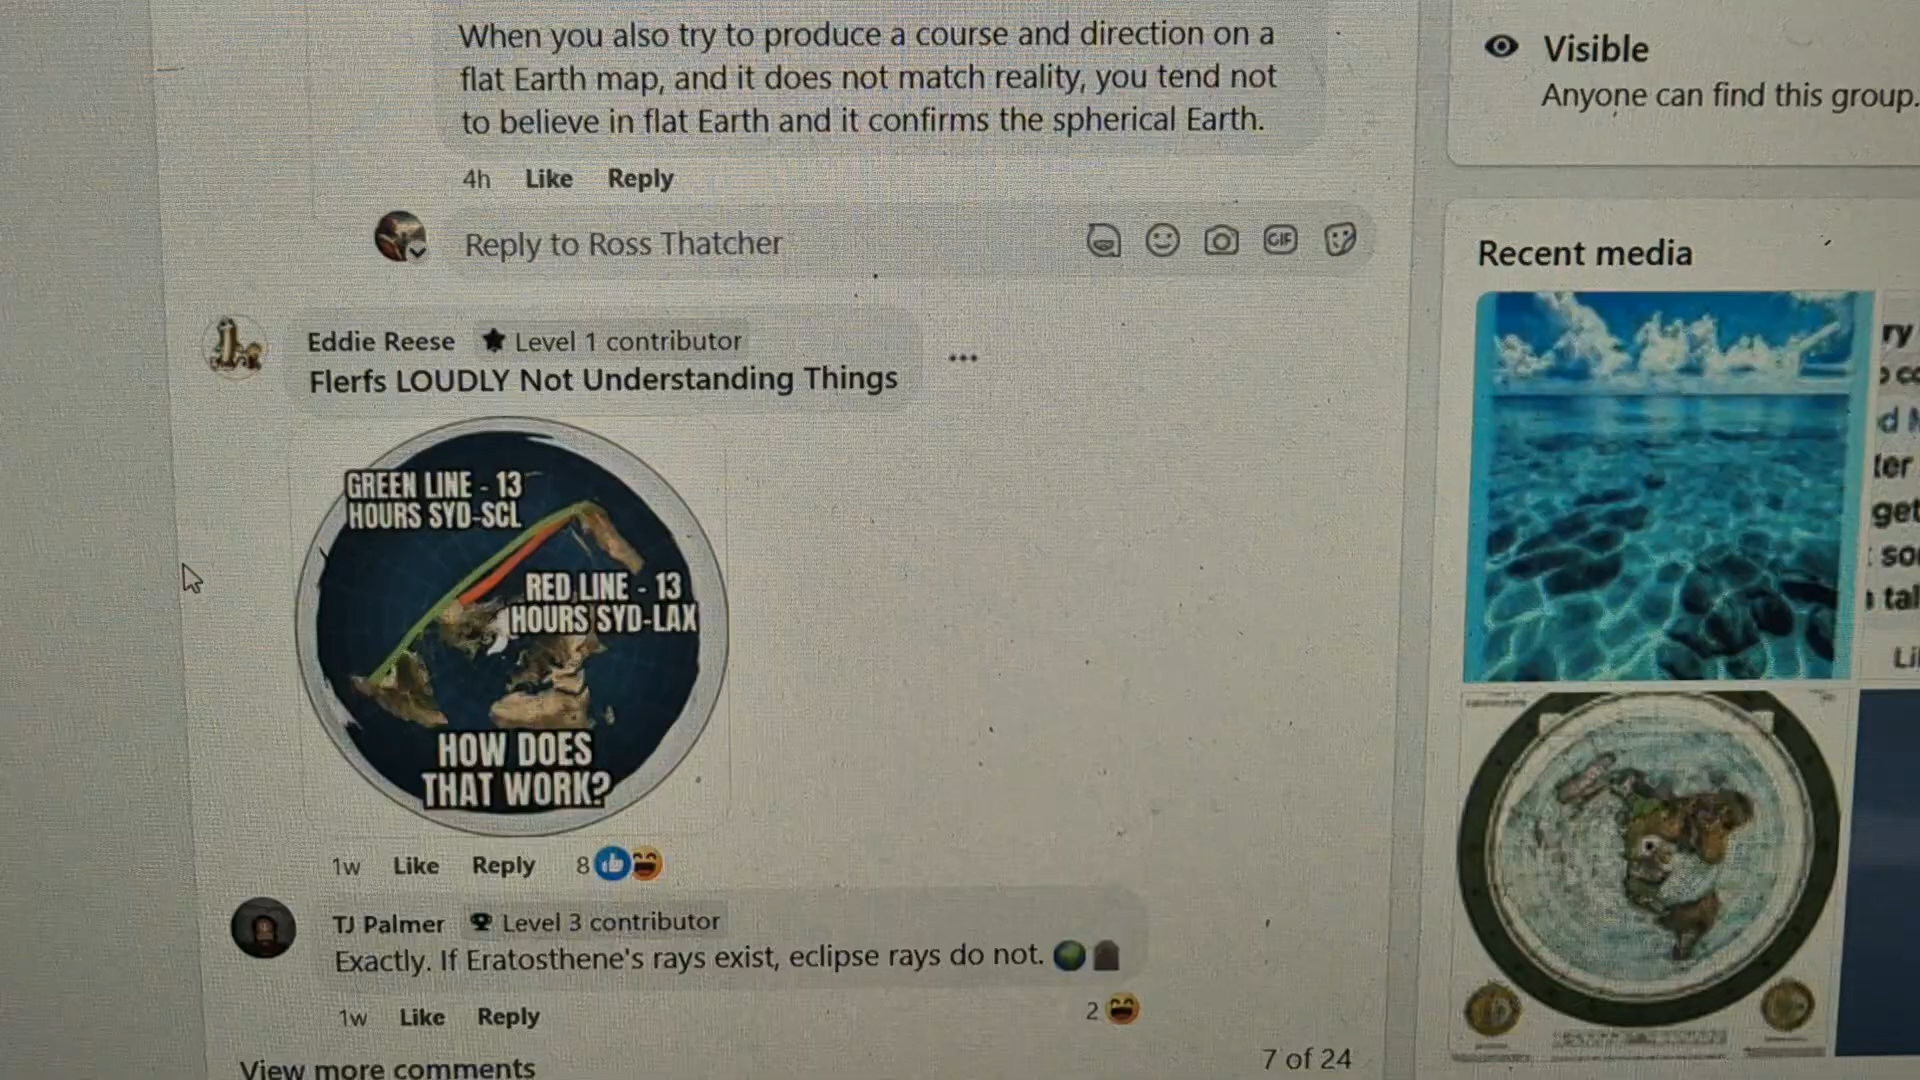 When you also try to produce a course and direction on a
flat Earth map, and it does not match reality, you tend not
to believe in flat Earth and it confirms the spherical Earth.
4h Like Reply
Reply to Ross Thatcher
GIF
Eddie Reese Level 1 contributor
Flerfs LOUDLY Not Understanding Things
GREEN LINE - 13
HOURS SYD-SCL
RED LINE - 13
HOURS SYD-LAX
HOW DOES
THAT WORK?
1w Like Reply 8
TJ Palmer Level 3 contributor
Exactly. If Eratosthene's rays exist, eclipse rays do not.
1w Like Reply 2
View more comments
7 of 24
Visible
Anyone can find this group.
Recent media
ry
get